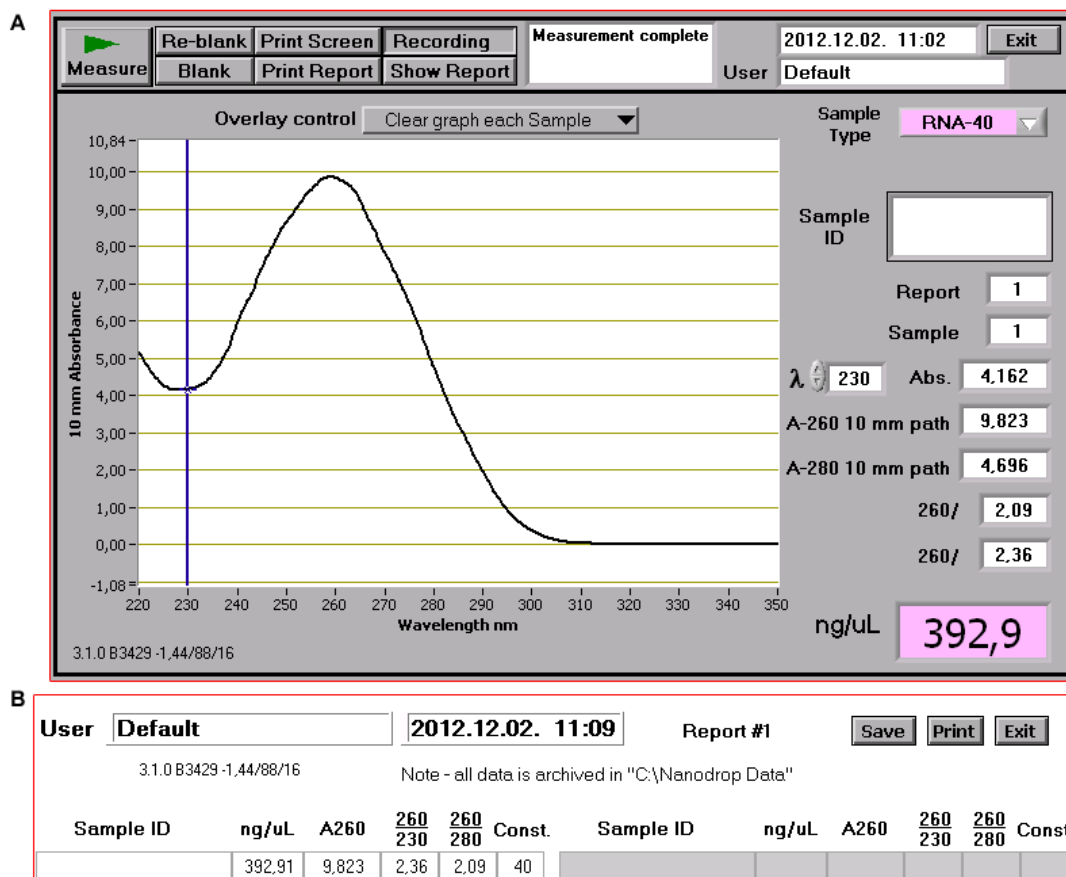 A
Measure
Re-blank Print Screen Recording
Blank Print Report Show Report
Measurement complete
2012.12.02. 11:02 Exit
User Default
Overlay control Clear graph each Sample
Sample Type RNA-40
Sample ID
Report 1
Sample 1
λ 230 Abs. 4,162
A-260 10 mm path 9,823
A-280 10 mm path 4,696
260/ 2,09
260/ 2,36
ng/uL 392,9
10 mm Absorbance
10,84
10,00
9,00
8,00
7,00
6,00
5,00
4,00
3,00
2,00
1,00
0,00
-1,08
220 230 240 250 260 270 280 290 300 310 320 330 340 350
Wavelength nm
3.1.0 B3429 -1,44/88/16
B
User Default 2012.12.02. 11:09 Report #1 Save Print Exit
3.1.0 B3429 -1,44/88/16 Note - all data is archived in "C:\Nanodrop Data"
Sample ID ng/uL A260 260/230 260/280 Const. Sample ID ng/uL A260 260/230 260/280 Const
392,91 9,823 2,36 2,09 40